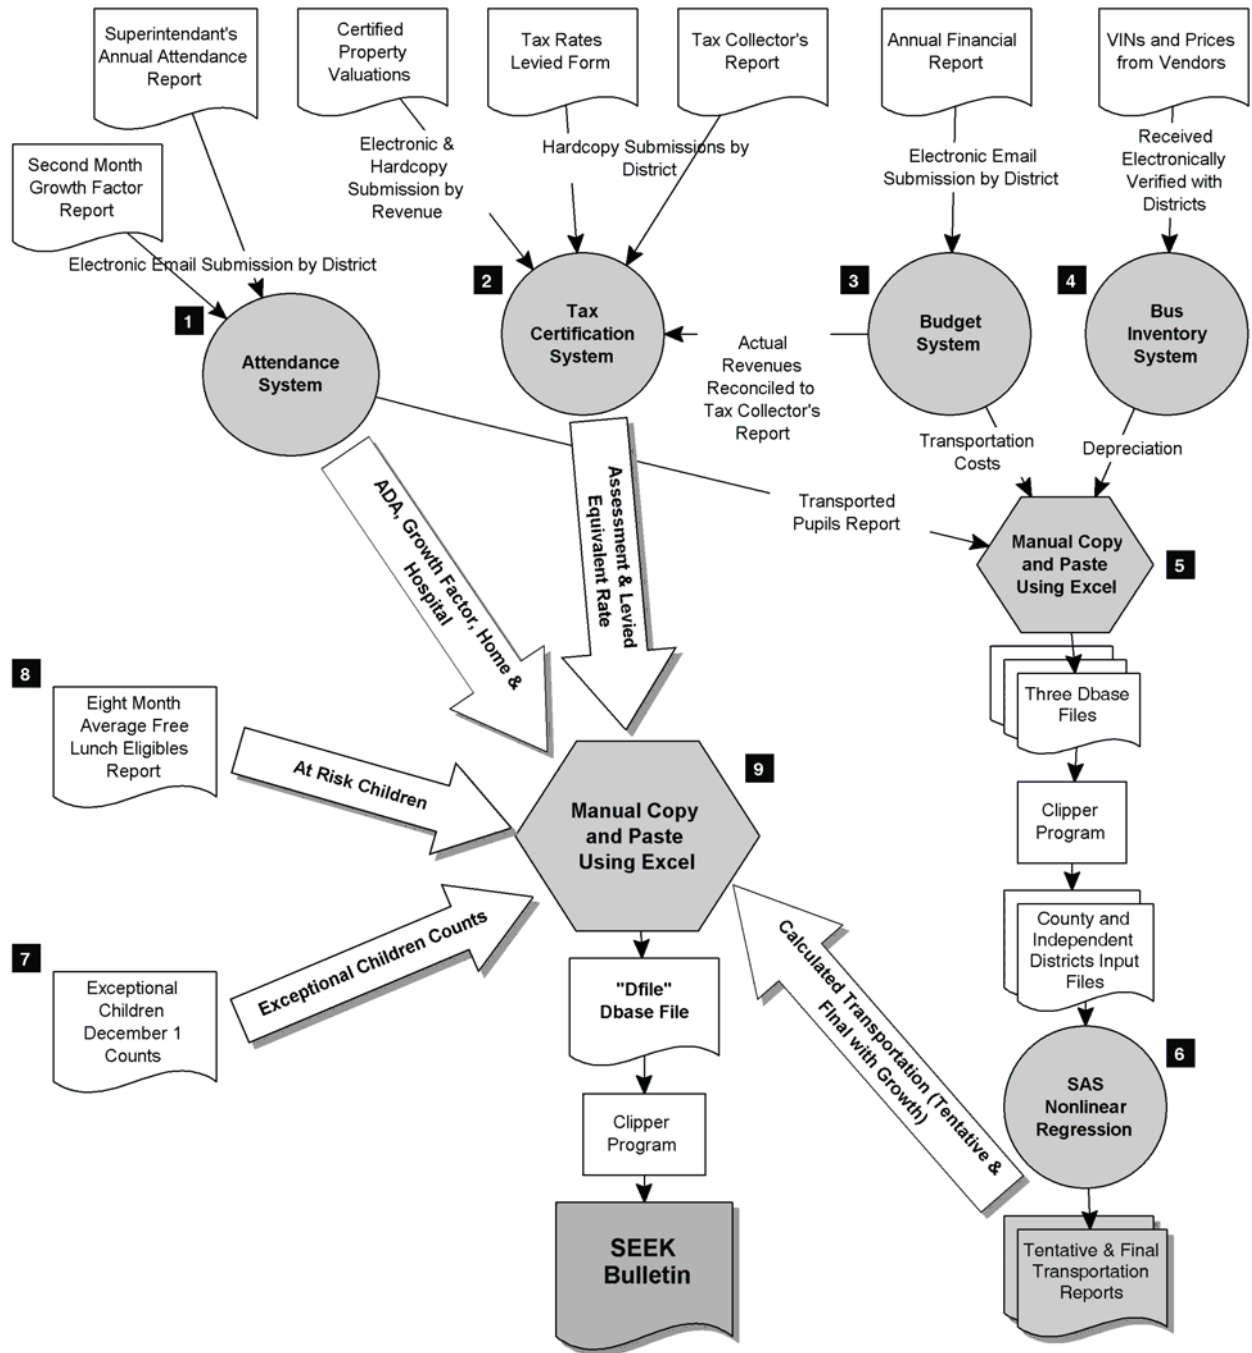 Superintendant's
Annual Attendance
Report
Certified
Property
Valuations
Tax Rates
Levied Form
Tax Collector's
Report
Annual Financial
Report
VINs and Prices
from Vendors
Second Month
Growth Factor
Report
Electronic &
Hardcopy
Submission by
Revenue
Hardcopy Submissions by
District
Electronic Email
Submission by District
Received
Electronically
Verified with
Districts
Electronic Email Submission by District
1
Attendance
System
2
Tax
Certification
System
3
Budget
System
4
Bus
Inventory
System
Actual
Revenues
Reconciled to
Tax Collector's
Report
Transportation
Costs
Depreciation
Transported
Pupils Report
ADA, Growth Factor, Home &
Hospital
Assessment & Levied
Equivalent Rate
Manual Copy
and Paste
Using Excel
5
Three Dbase
Files
Clipper
Program
County and
Independent
Districts Input
Files
6
SAS
Nonlinear
Regression
Tentative & Final
Transportation
Reports
8
Eight Month
Average Free
Lunch Eligibles
Report
At Risk Children
7
Exceptional
Children
December 1
Counts
Exceptional Children Counts
9
Manual Copy
and Paste
Using Excel
Calculated Transportation (Tentative &
FInal with Growth)
"Dfile"
Dbase File
Clipper
Program
SEEK
Bulletin